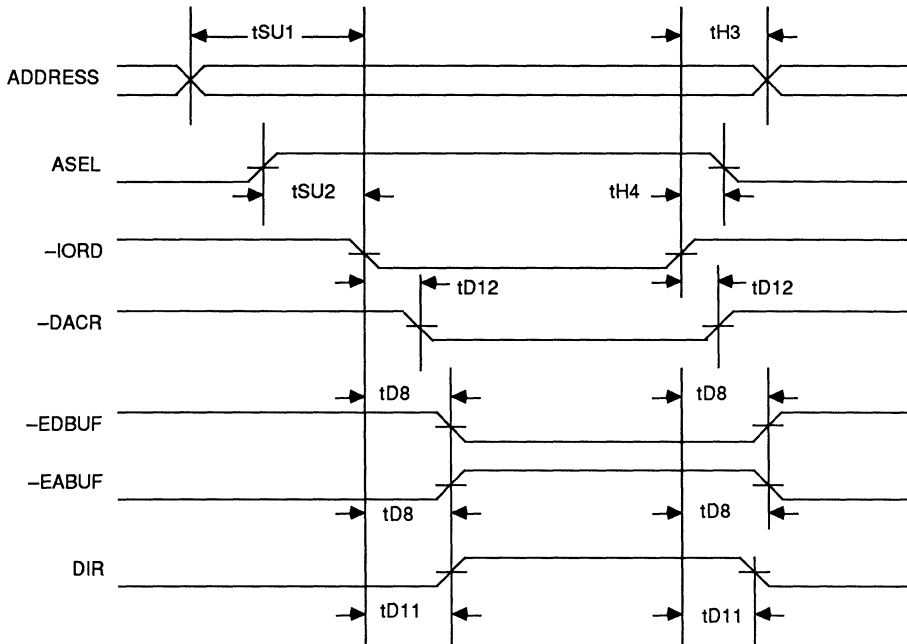 tSU1
tH3
ADDRESS
ASEL
tSU2
tH4
–IORD
tD12
tD12
–DACR
tD8
tD8
–EDBUF
–EABUF
tD8
tD8
DIR
tD11
tD11